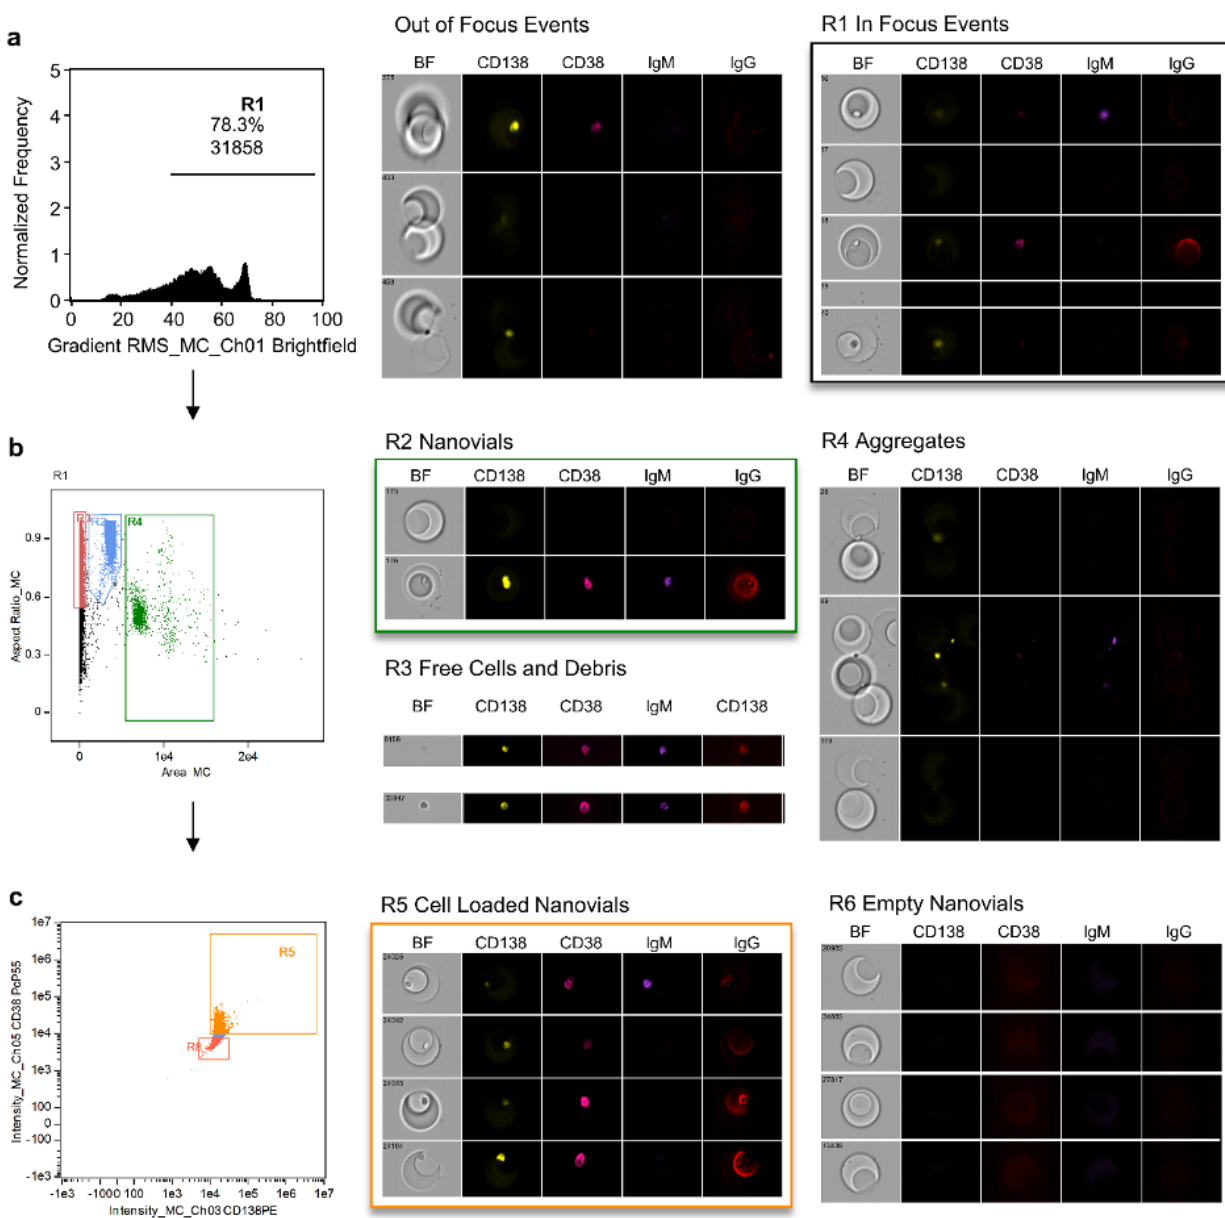 a
Out of Focus Events
R1 In Focus Events
BF CD138 CD38 IgM IgG
BF CD138 CD38 IgM IgG
5
4
3
2
1
0
Normalized Frequency
R1
78.3%
31858
0 20 40 60 80 100
Gradient RMS_MC_Ch01 Brightfield
375
16
17
18
19
b
R2 Nanovials
R4 Aggregates
BF CD138 CD38 IgM IgG
BF CD138 CD38 IgM IgG
R1
R4
0.9
0.6
0.3
0
Aspect Ratio_MC
0 1e4 2e4
Area_MC
175
R3 Free Cells and Debris
BF CD138 CD38 IgM CD138
c
R5 Cell Loaded Nanovials
R6 Empty Nanovials
BF CD138 CD38 IgM IgG
BF CD138 CD38 IgM IgG
1e7
1e6
1e5
1e4
1e3
100
0
-100
-1e3
Intensity_MC_Ch05 CD38 PcP55
R5
-1e3 -1000 100 1e3 1e4 1e5 1e6 1e7
Intensity_MC_Ch03 CD138PE